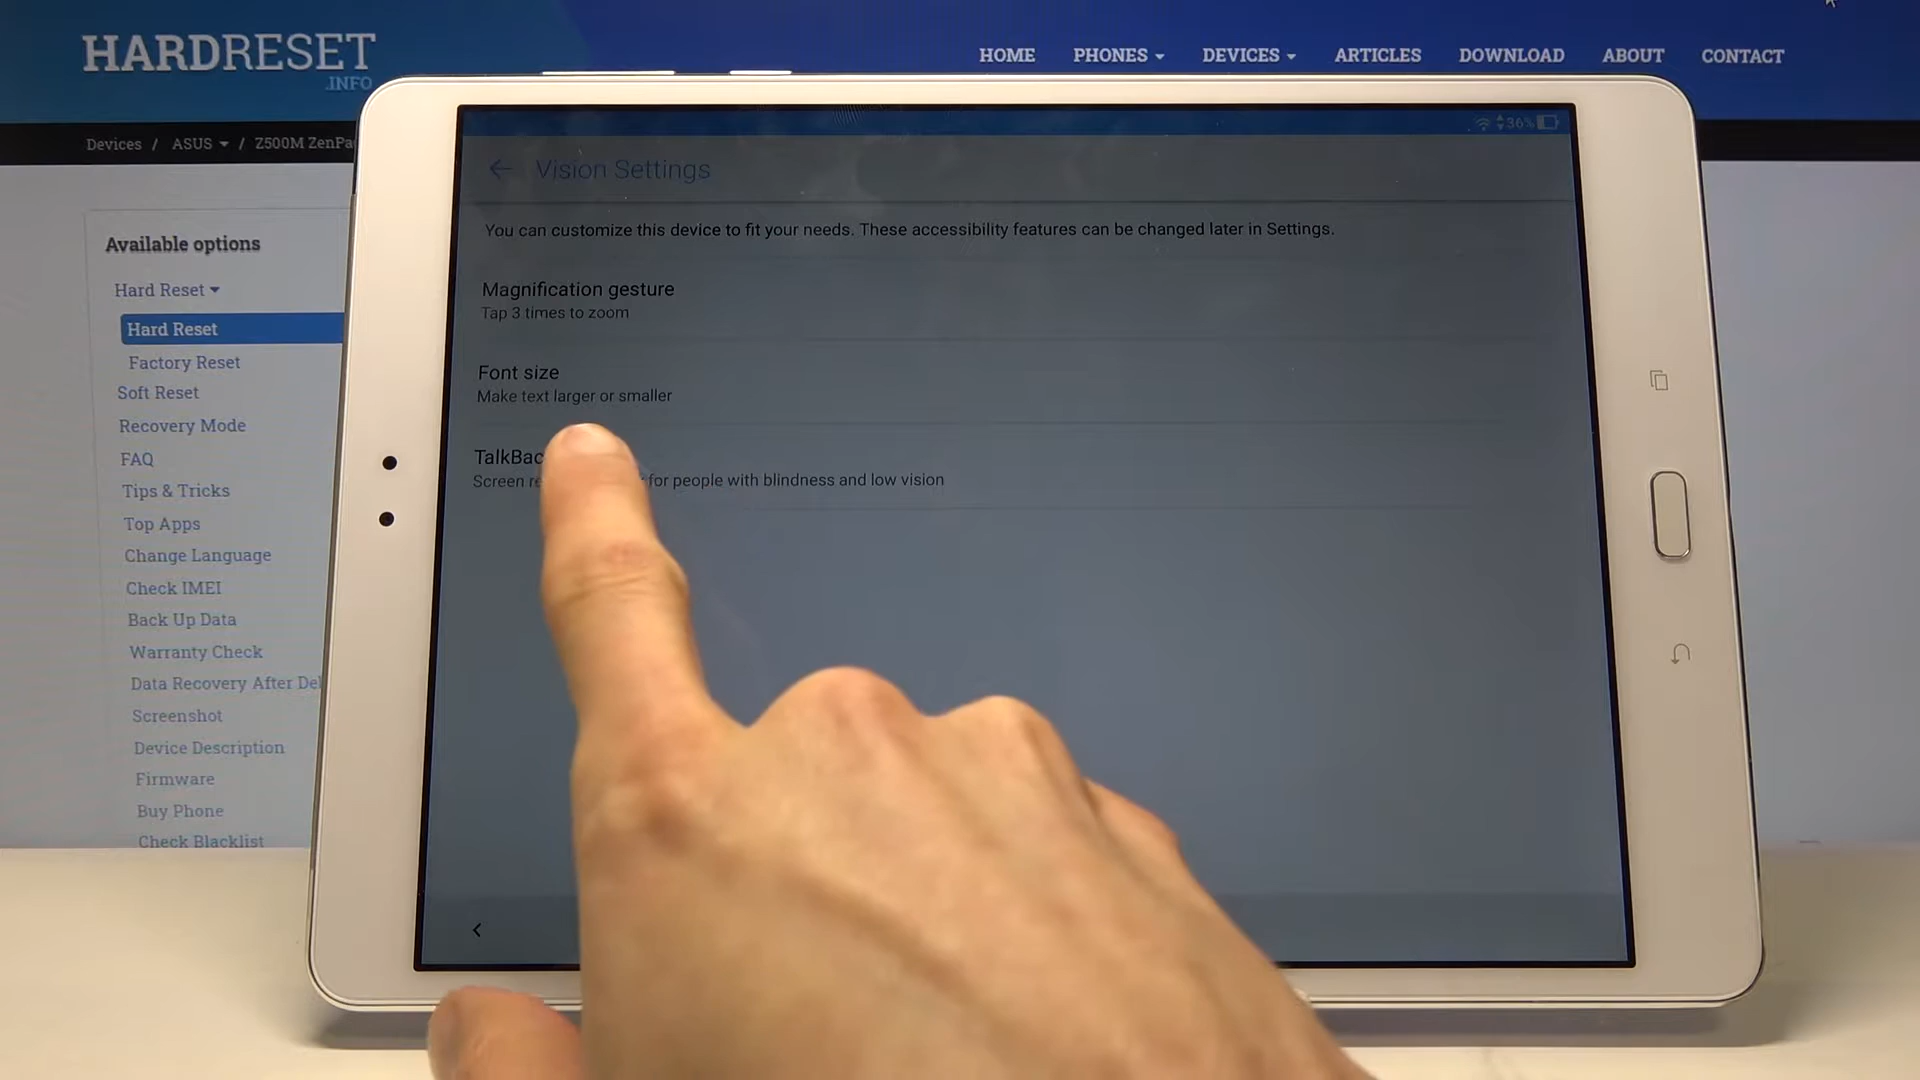 HARDRESET
.INFO
HOME PHONES DEVICES ARTICLES DOWNLOAD ABOUT CONTACT
Devices / ASUS / Z500M ZenPa
Available options
Hard Reset
Hard Reset
Factory Reset
Soft Reset
Recovery Mode
FAQ
Tips & Tricks
Top Apps
Change Language
Check IMEI
Back Up Data
Warranty Check
Data Recovery After Del
Screenshot
Device Description
Firmware
Buy Phone
Check Blacklist
36%
Vision Settings
You can customize this device to fit your needs. These accessibility features can be changed later in Settings.
Magnification gesture
Tap 3 times to zoom
Font size
Make text larger or smaller
TalkBac
Screen re for people with blindness and low vision